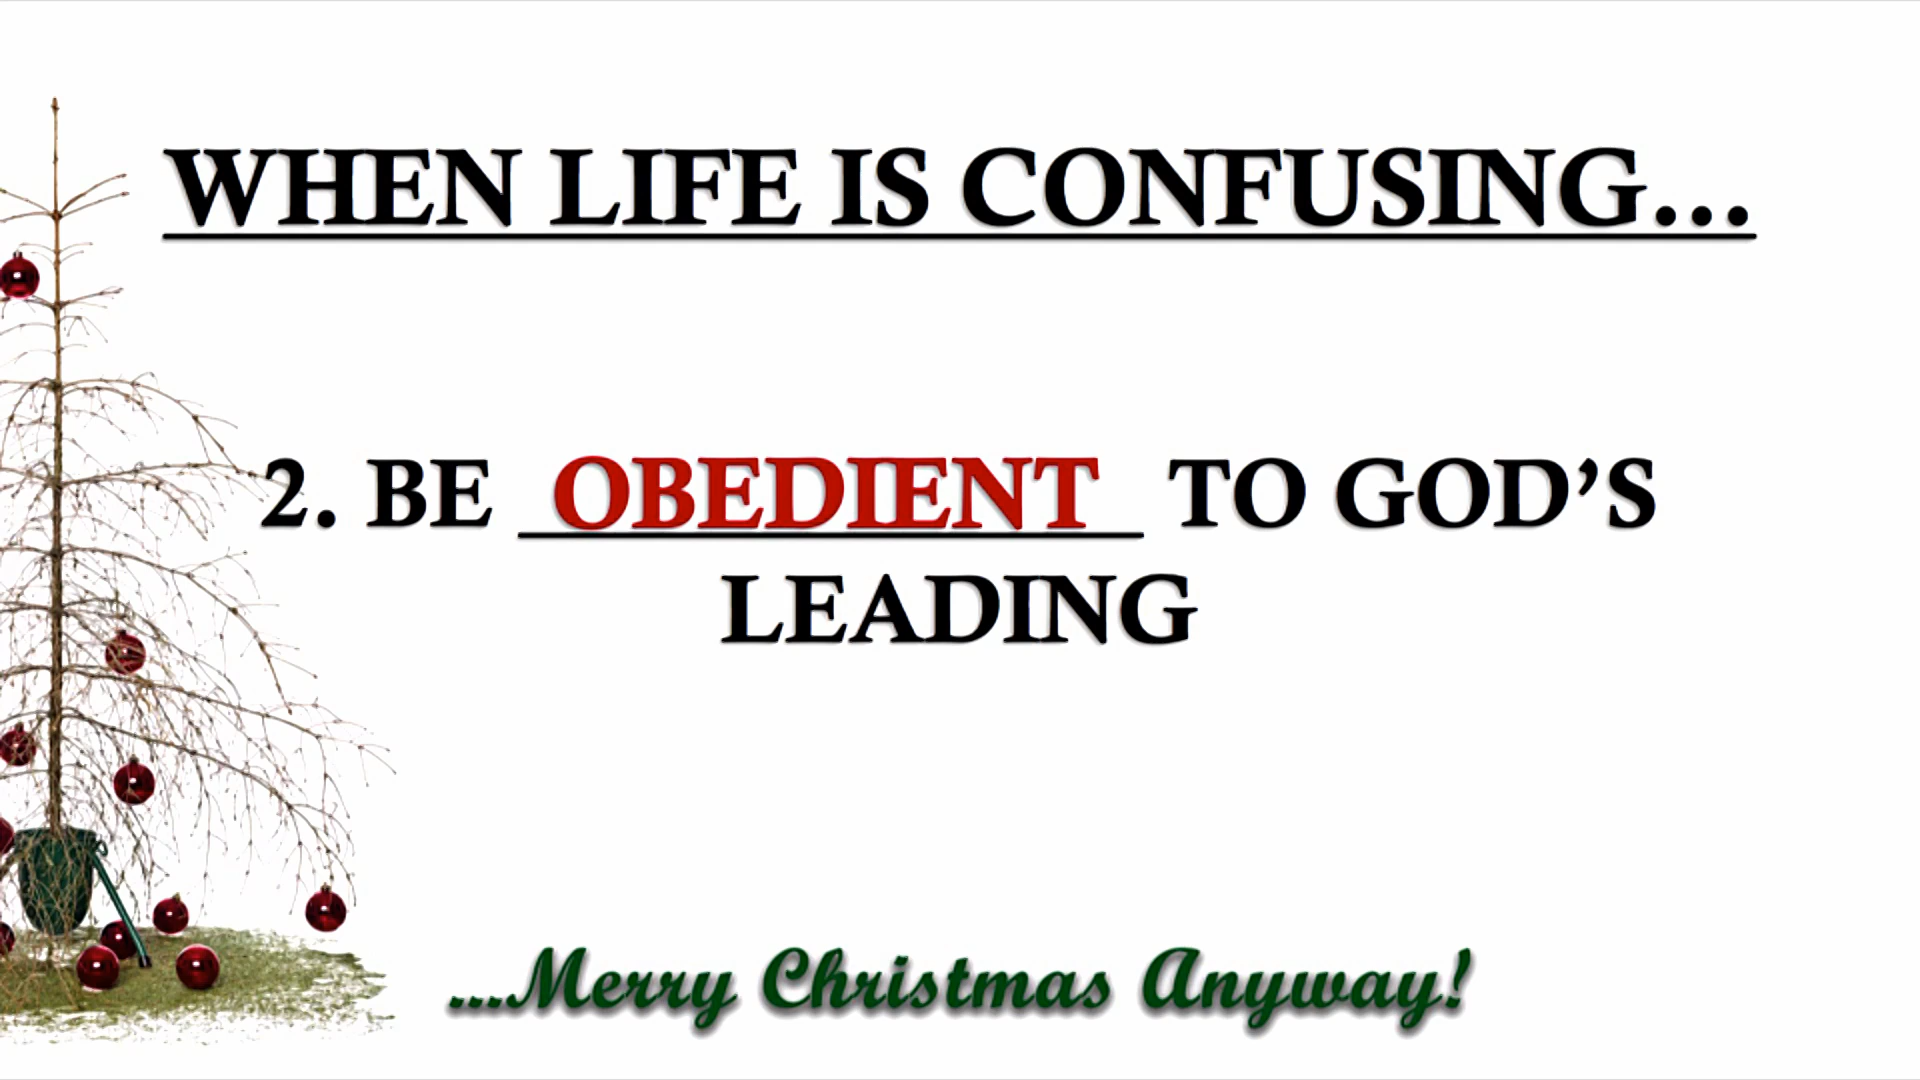 WHEN LIFE IS CONFUSING...
2. BE OBEDIENT TO GOD’S
LEADING
...Merry Christmas Anyway!